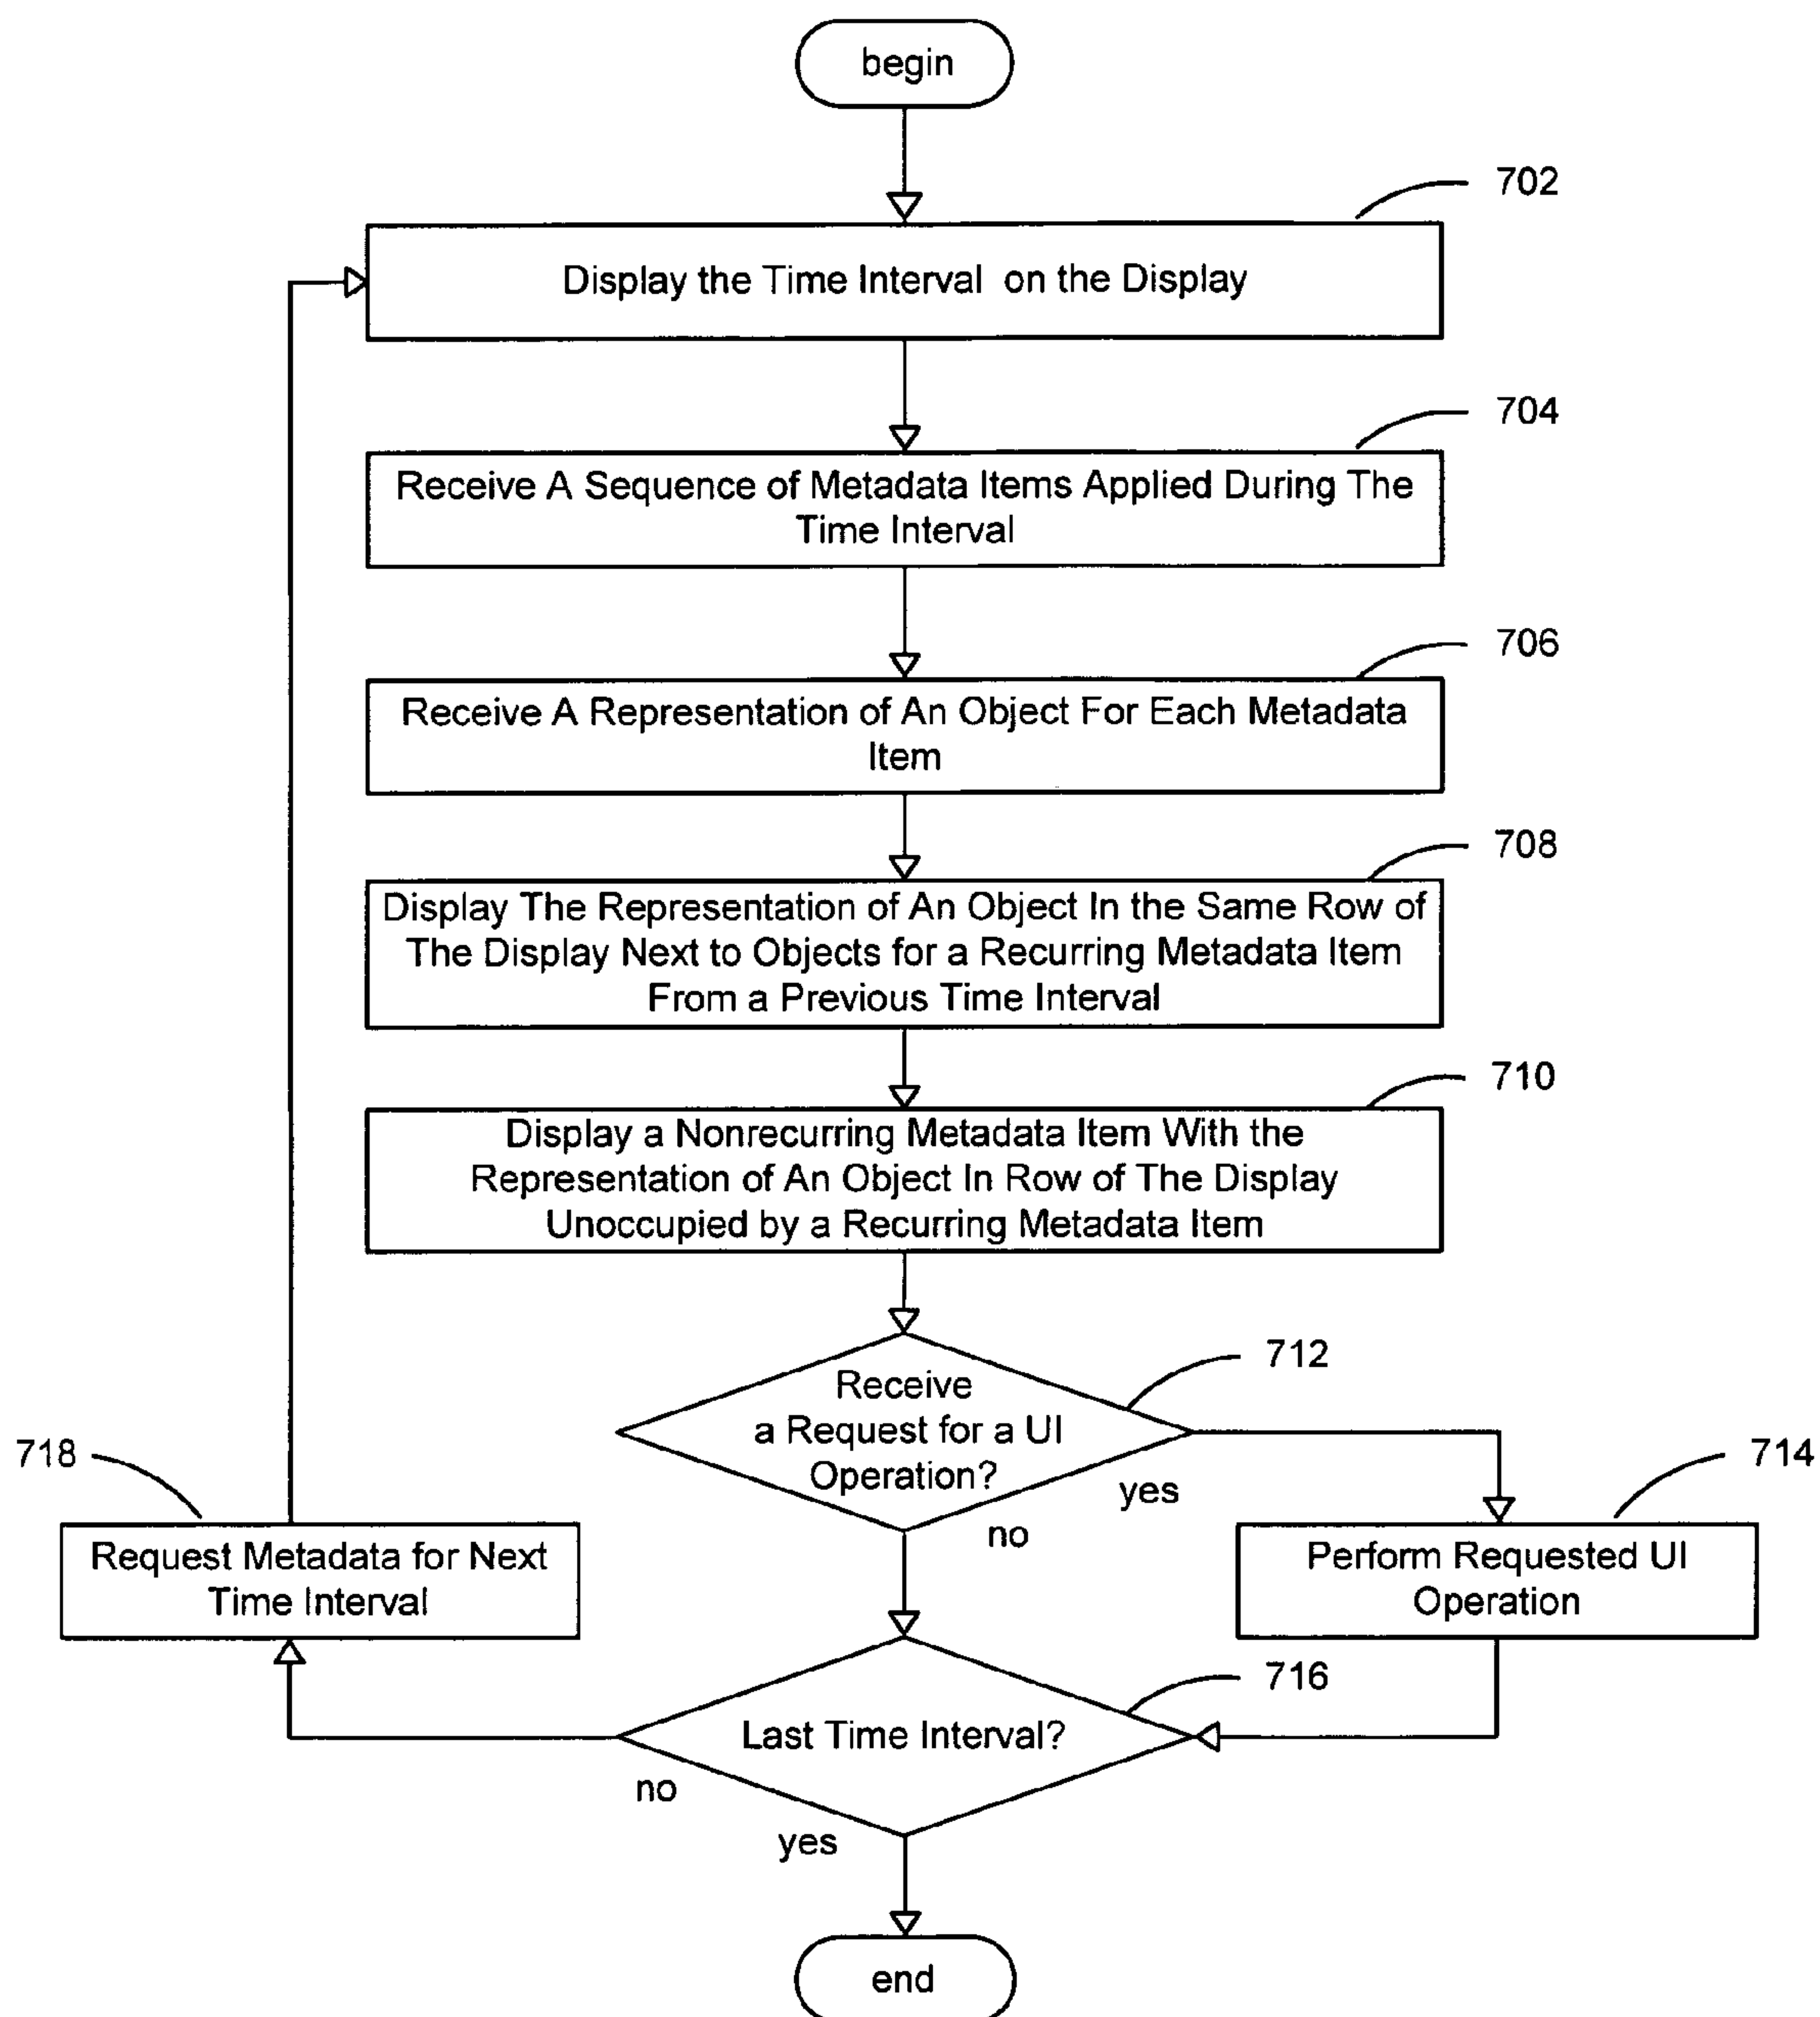 begin
702
Display the Time Interval on the Display
704
Receive A Sequence of Metadata Items Applied During The
Time Interval
706
Receive A Representation of An Object For Each Metadata
Item
708
Display The Representation of An Object In the Same Row of
The Display Next to Objects for a Recurring Metadata Item
From a Previous Time Interval
710
Display a Nonrecurring Metadata Item With the
Representation of An Object In Row of The Display
Unoccupied by a Recurring Metadata Item
712
Receive
a Request for a UI
Operation?
yes
no
714
Perform Requested UI
Operation
718
Request Metadata for Next
Time Interval
716
Last Time Interval?
no
yes
end